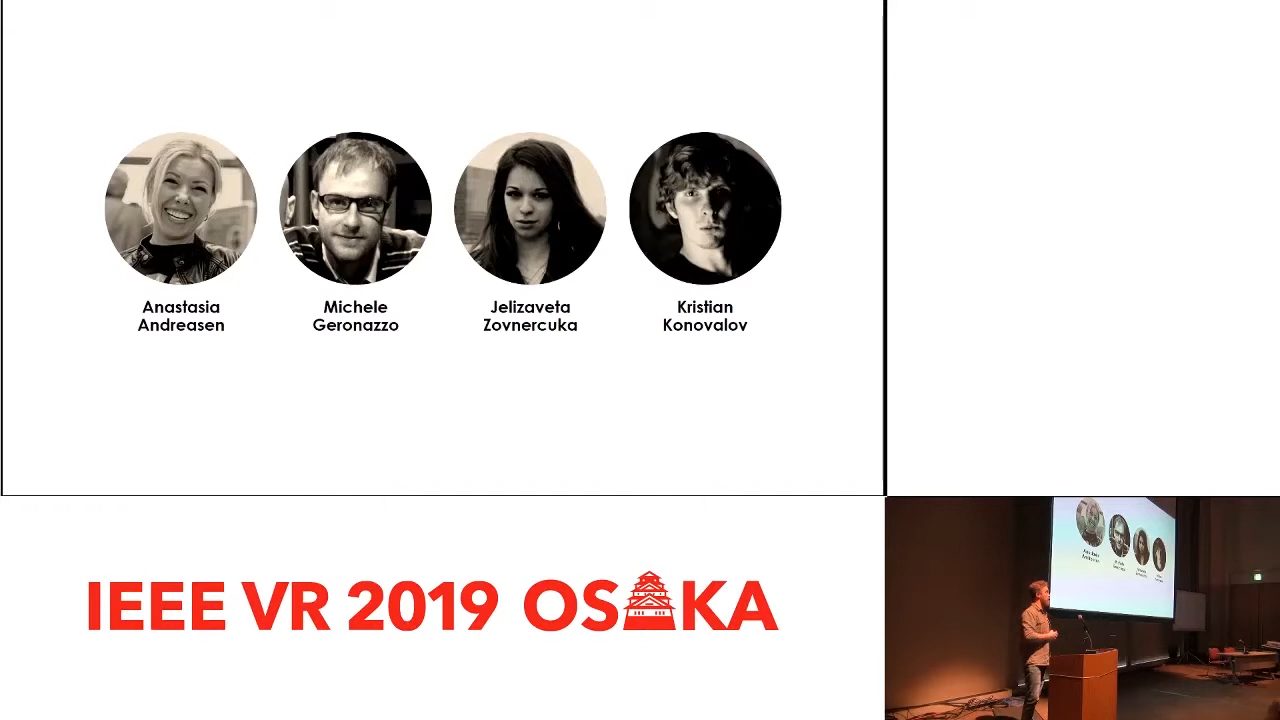 Anastasia
Andreasen
Michele
Geronazzo
Jelizaveta
Zovnercuka
Kristian
Konovalov
IEEE VR 2019 OSAKA